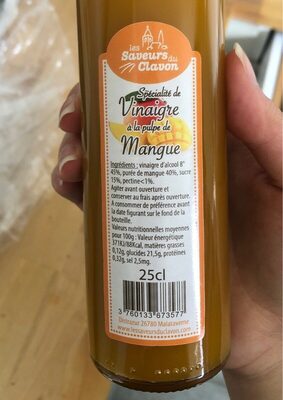 les
Saveurs du
Clavon
Spécialité de
Vinaigre
à la pulpe de
Mangue
Ingrédients : vinaigre d'alcool 8°
45%, purée de mangue 40%, sucre
15%, pectine<1%.
Agiter avant ouverture et
conserver au frais après ouverture.
A consommer de préférence avant
la date figurant sur le fond de la
bouteille.
Valeurs nutritionnelles moyennes
pour 100g : Valeur énergétique
371KJ/88Kcal, matières grasses
0,12g, glucides 21,5g, protéines
0,32g, sel 2,5mg.
25cl
3 760133 673577
26780 Malataverne
www.lessaveursduclavon.com